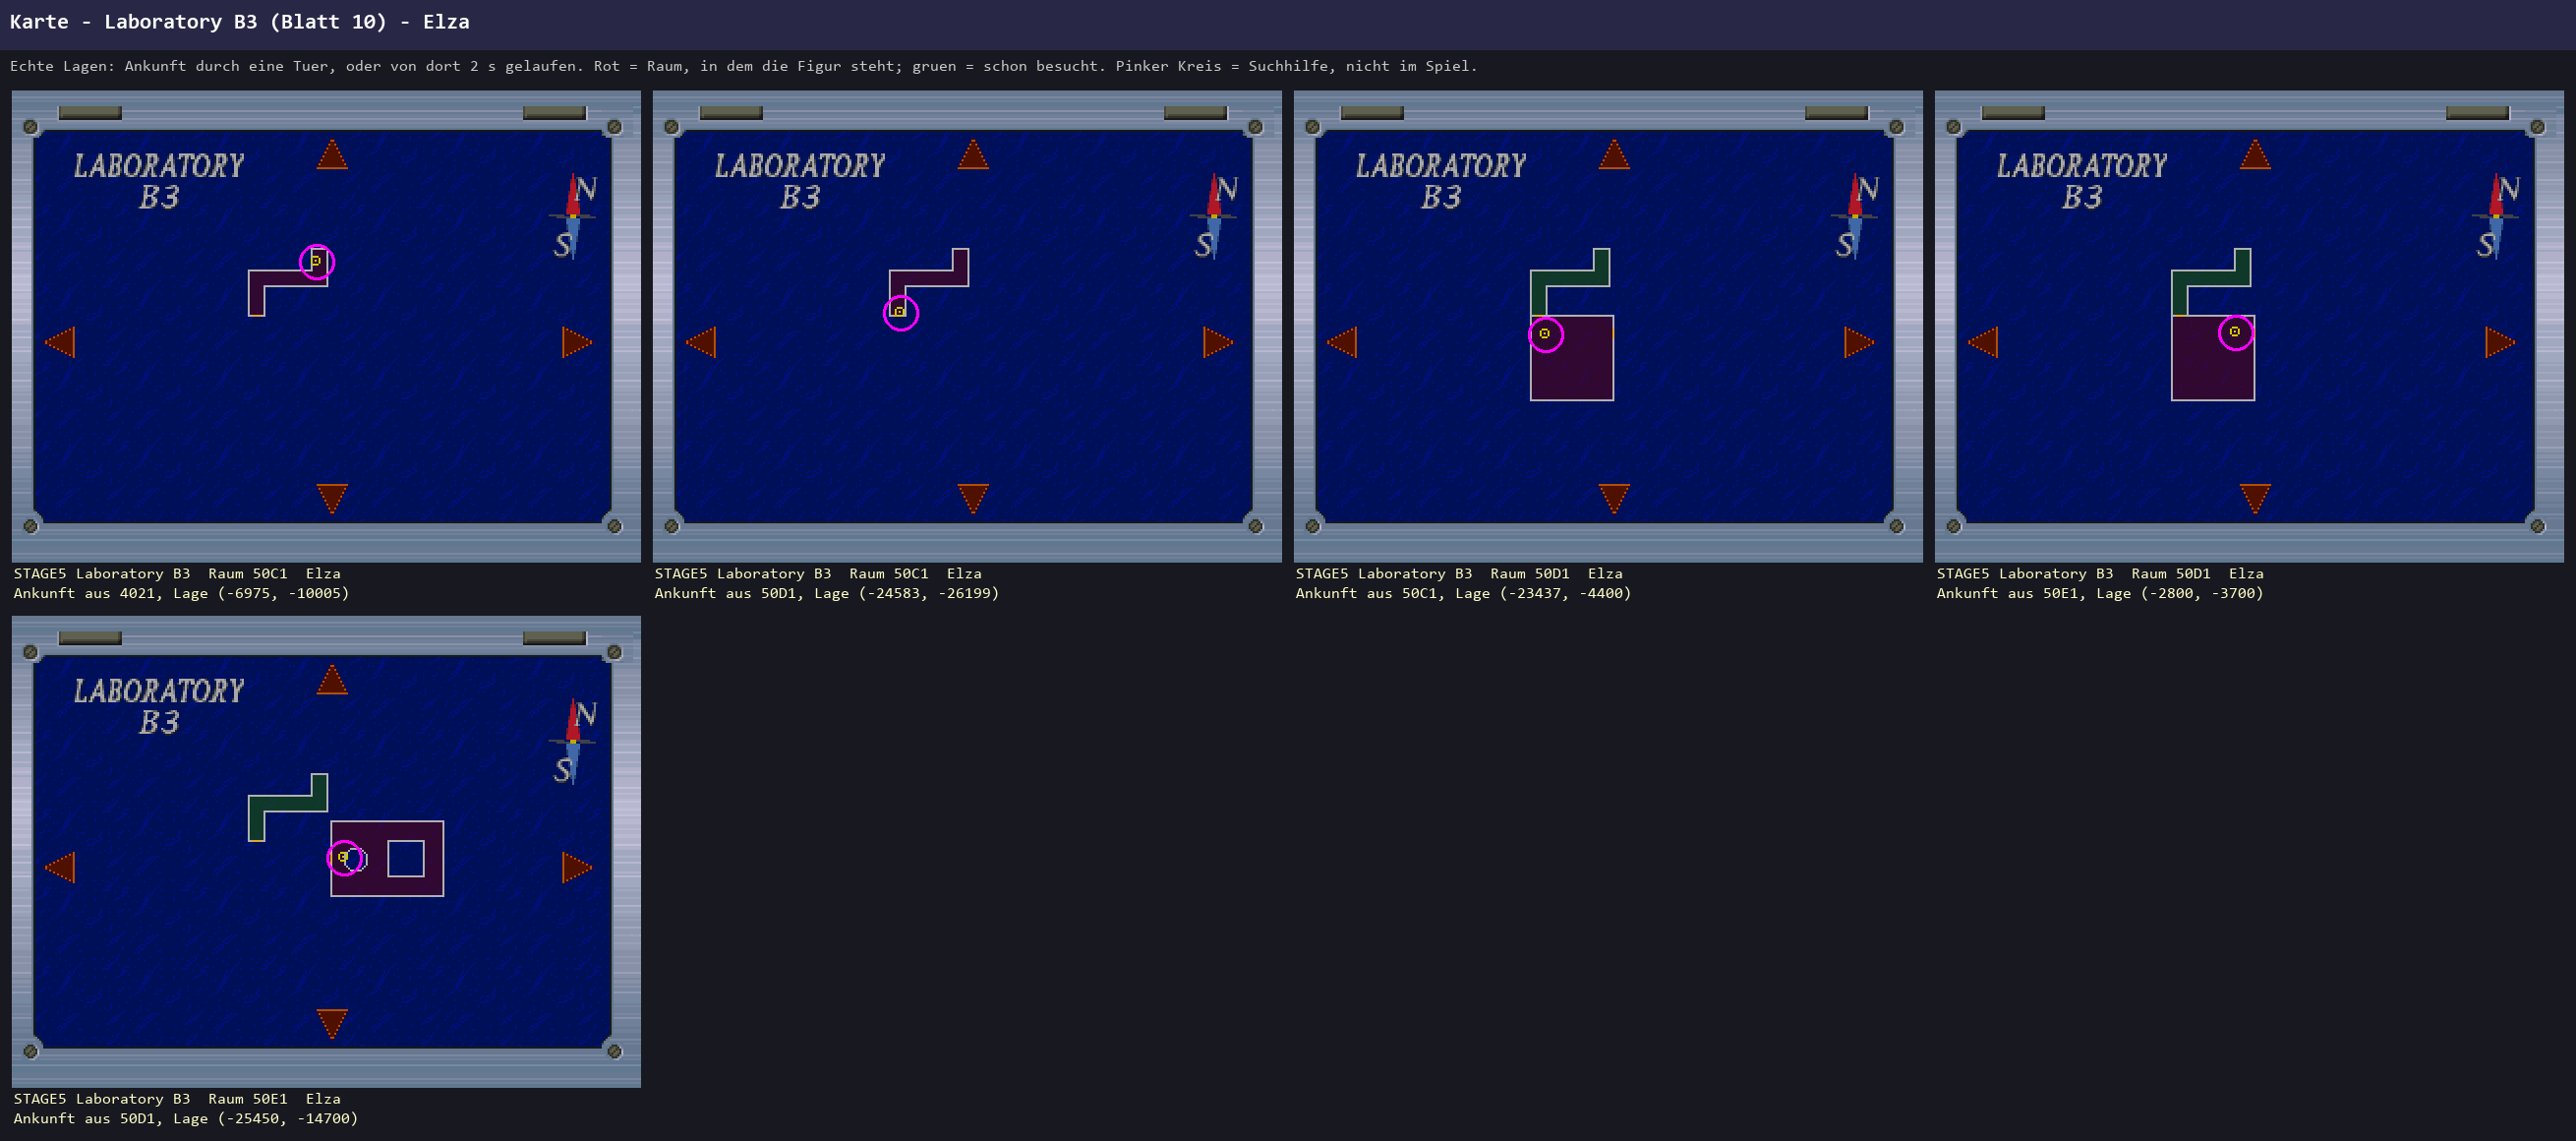 Karte - Laboratory B3 (Blatt 10) - Elza
Echte Lagen: Ankunft durch eine Tuer, oder von dort 2 s gelaufen. Rot = Raum, in dem die Figur steht; gruen = schon besucht. Pinker Kreis = Suchhilfe, nicht im Spiel.
LABORATORY
B3
N
S
STAGE5 Laboratory B3 Raum 50C1 Elza
Ankunft aus 4021, Lage (-6975, -10005)
LABORATORY
B3
N
S
STAGE5 Laboratory B3 Raum 50C1 Elza
Ankunft aus 50D1, Lage (-24583, -26199)
LABORATORY
B3
N
S
STAGE5 Laboratory B3 Raum 50D1 Elza
Ankunft aus 50C1, Lage (-23437, -4400)
LABORATORY
B3
N
S
STAGE5 Laboratory B3 Raum 50D1 Elza
Ankunft aus 50E1, Lage (-2800, -3700)
LABORATORY
B3
N
S
STAGE5 Laboratory B3 Raum 50E1 Elza
Ankunft aus 50D1, Lage (-25450, -14700)